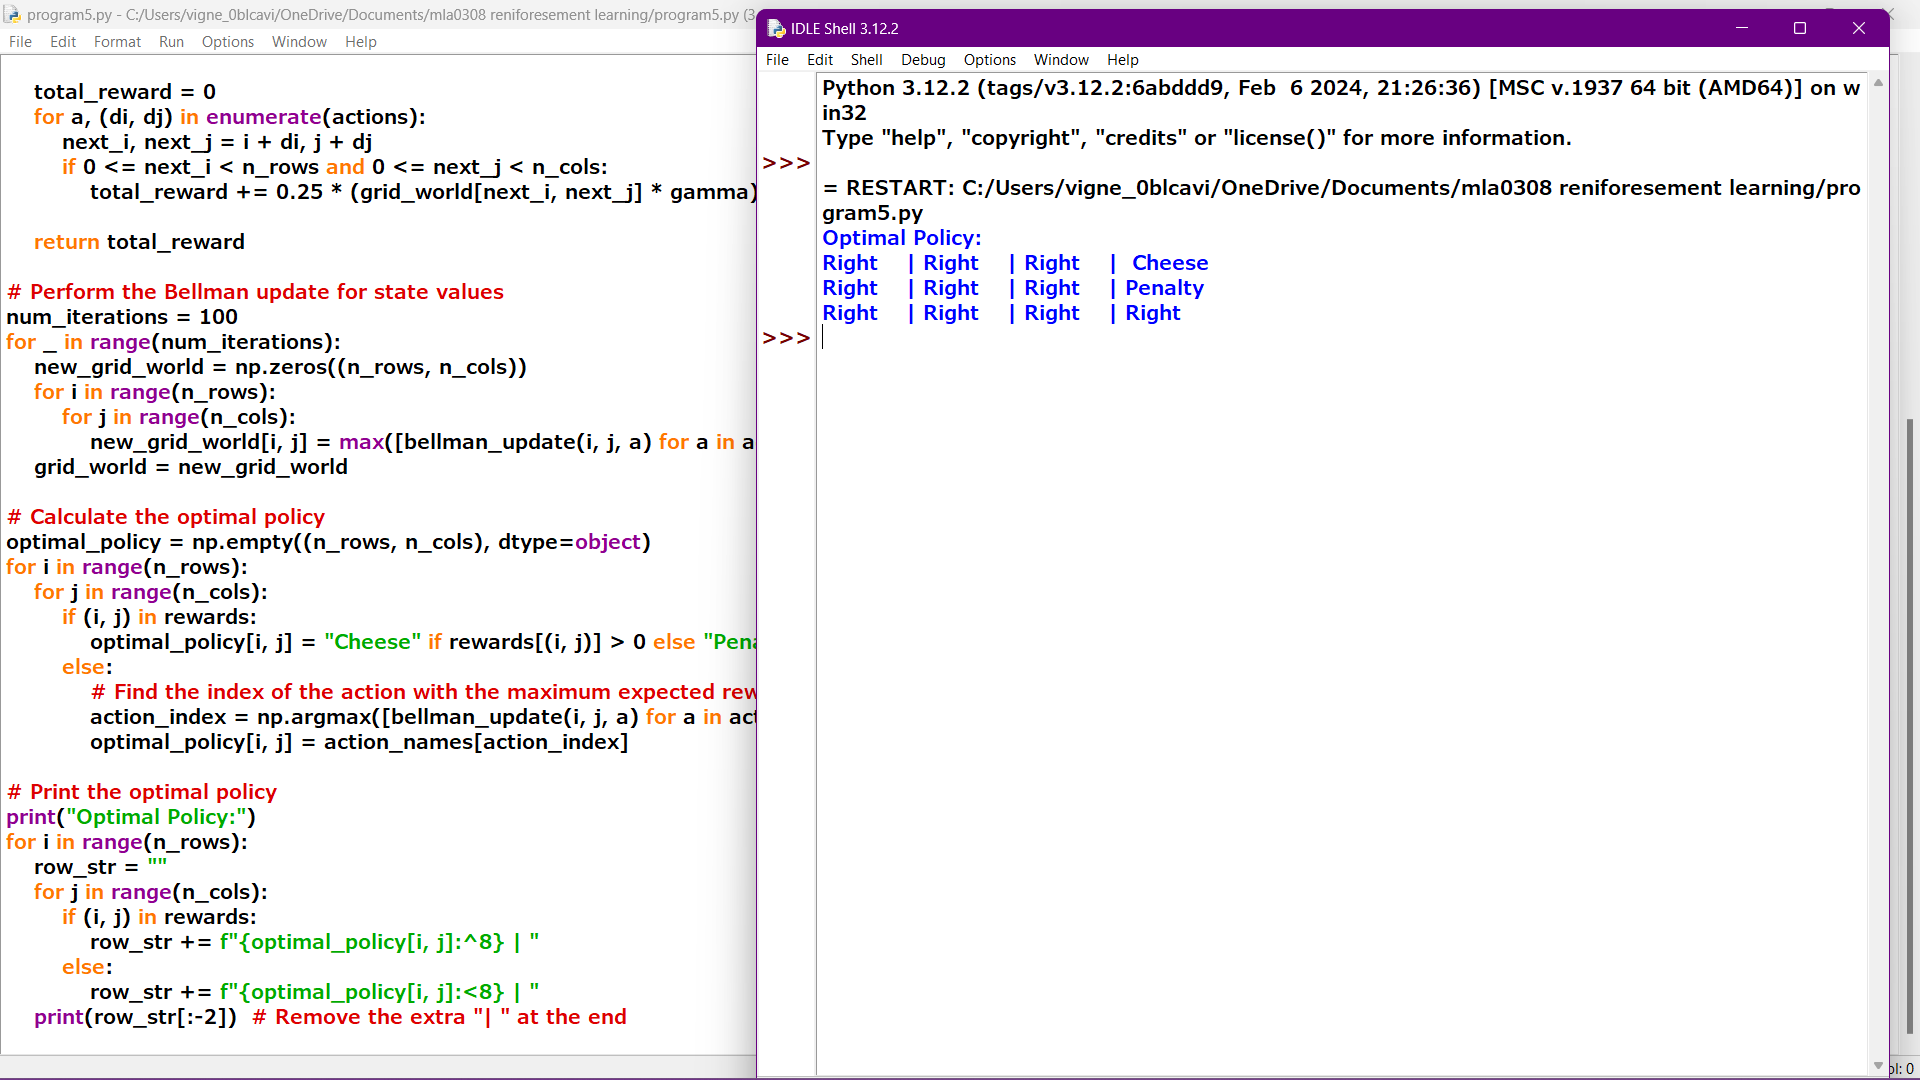 program5.py - C:/Users/vigne_0blcavi/OneDrive/Documents/mla0308 reniforesement learning/program5.py (3
File Edit Format Run Options Window Help
total_reward = 0
for a, (di, dj) in enumerate(actions):
next_i, next_j = i + di, j + dj
if 0 <= next_i < n_rows and 0 <= next_j < n_cols:
total_reward += 0.25 * (grid_world[next_i, next_j] * gamma)
return total_reward
# Perform the Bellman update for state values
num_iterations = 100
for _ in range(num_iterations):
new_grid_world = np.zeros((n_rows, n_cols))
for i in range(n_rows):
for j in range(n_cols):
new_grid_world[i, j] = max([bellman_update(i, j, a) for a in a
grid_world = new_grid_world
# Calculate the optimal policy
optimal_policy = np.empty((n_rows, n_cols), dtype=object)
for i in range(n_rows):
for j in range(n_cols):
if (i, j) in rewards:
optimal_policy[i, j] = "Cheese" if rewards[(i, j)] > 0 else "Pena
else:
# Find the index of the action with the maximum expected rew
action_index = np.argmax([bellman_update(i, j, a) for a in act
optimal_policy[i, j] = action_names[action_index]
# Print the optimal policy
print("Optimal Policy:")
for i in range(n_rows):
row_str = ""
for j in range(n_cols):
if (i, j) in rewards:
row_str += f"{optimal_policy[i, j]:^8} | "
else:
row_str += f"{optimal_policy[i, j]:<8} | "
print(row_str[:-2])  # Remove the extra "| " at the end
IDLE Shell 3.12.2
File Edit Shell Debug Options Window Help
Python 3.12.2 (tags/v3.12.2:6abddd9, Feb  6 2024, 21:26:36) [MSC v.1937 64 bit (AMD64)] on w
in32
Type "help", "copyright", "credits" or "license()" for more information.
>>>
= RESTART: C:/Users/vigne_0blcavi/OneDrive/Documents/mla0308 reniforesement learning/pro
gram5.py
Optimal Policy:
Right | Right | Right | Cheese
Right | Right | Right | Penalty
Right | Right | Right | Right
>>>
ol: 0